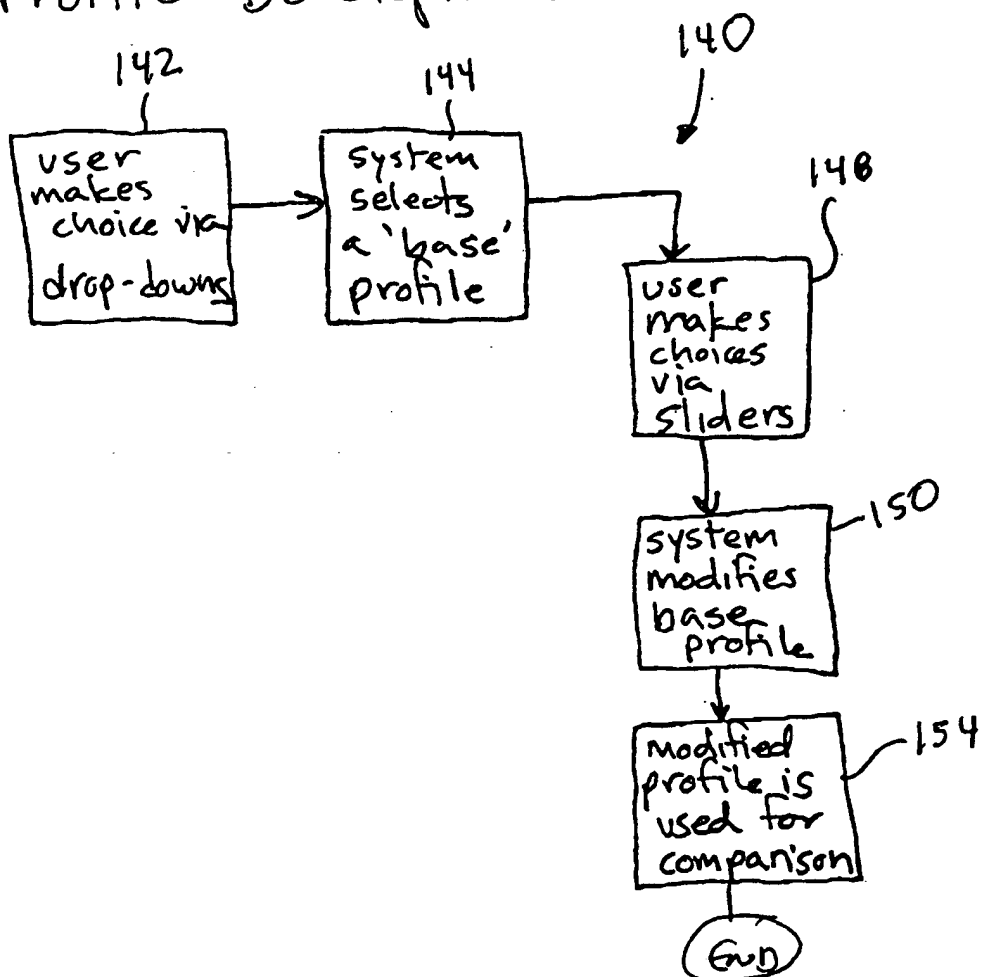 Profile
140
142
user
makes
choice via
drop-downs
144
system
selects
a 'base'
profile
148
user
makes
choices
via
sliders
150
system
modifies
base
profile
154
modified
profile is
used for
comparison
END